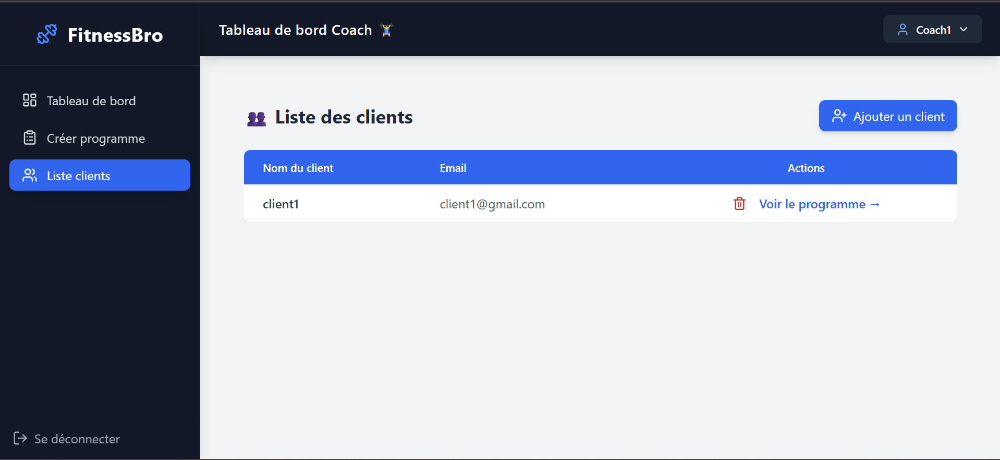 FitnessBro
Tableau de bord Coach 🏋️
Coach1
Tableau de bord
Créer programme
Liste clients
Se déconnecter
👥 Liste des clients
Ajouter un client
Nom du client Email Actions
client1 client1@gmail.com Voir le programme →